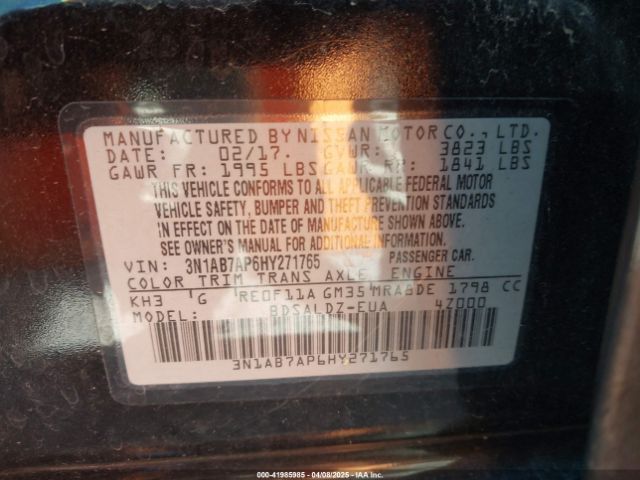 MANUFACTURED BY NISSAN MOTOR CO., LTD.
DATE: 02/17. GVWR: 3823 LBS
GAWR FR: 1995 LBS GAWR RR: 1841 LBS
THIS VEHICLE CONFORMS TO ALL APPLICABLE FEDERAL MOTOR
VEHICLE SAFETY, BUMPER AND THEFT PREVENTION STANDARDS
IN EFFECT ON THE DATE OF MANUFACTURE SHOWN ABOVE.
SEE OWNER'S MANUAL FOR ADDITIONAL INFORMATION.
VIN: 3N1AB7AP6HY271765 PASSENGER CAR.
COLOR TRIM TRANS AXLE ENGINE
KH3 G RE0F11A GM35 MRA8DE 1798 CC
MODEL: BDSALDZ-EUA 4Z000
3N1AB7AP6HY271765
000-41985985 - 04/08/2025 - IAA Inc.